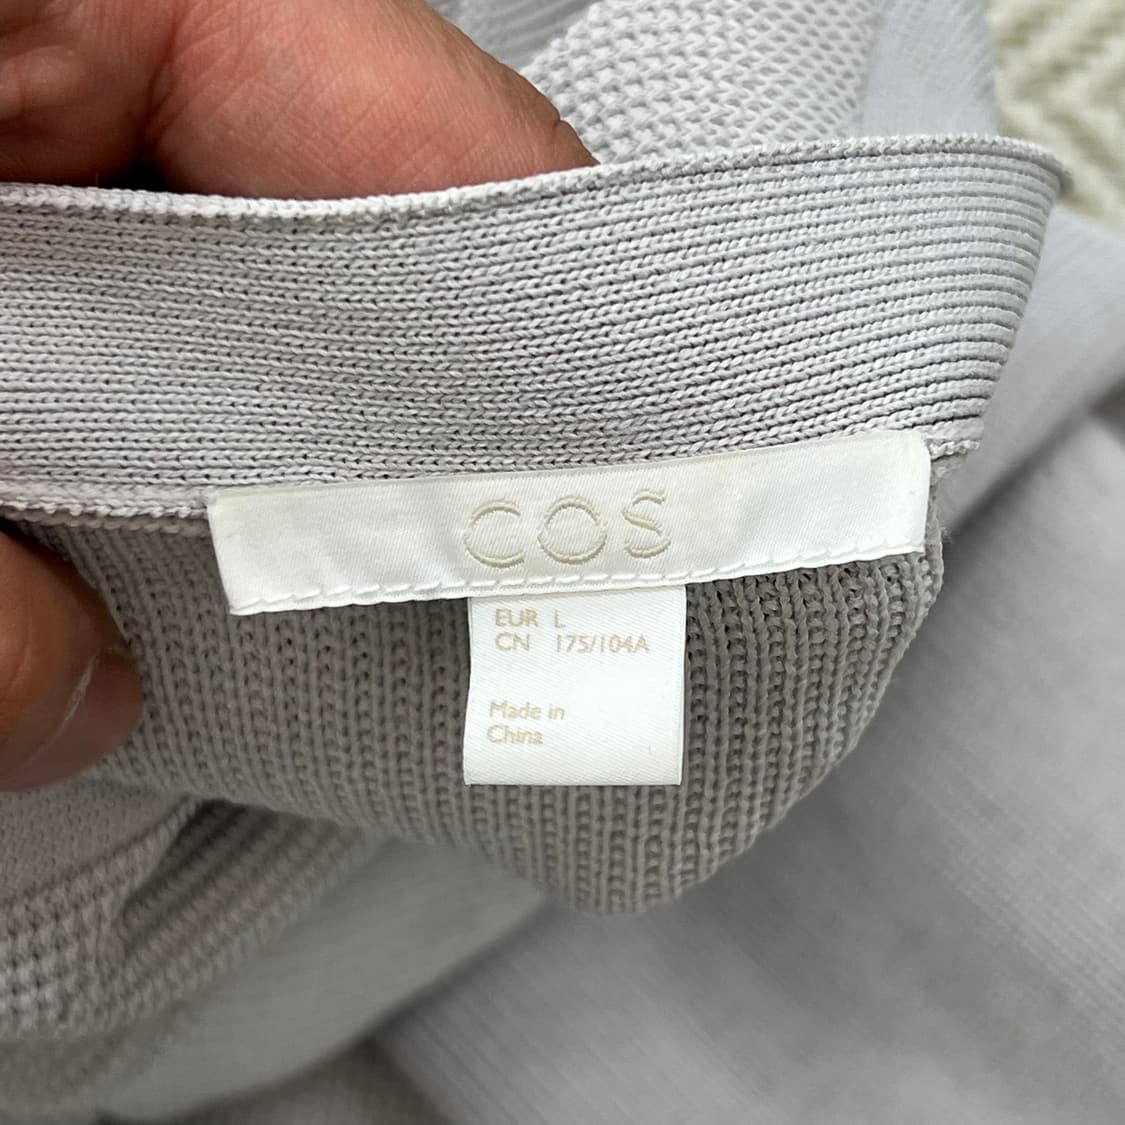 COS
EUR L
CN 175/104A
Made in
China